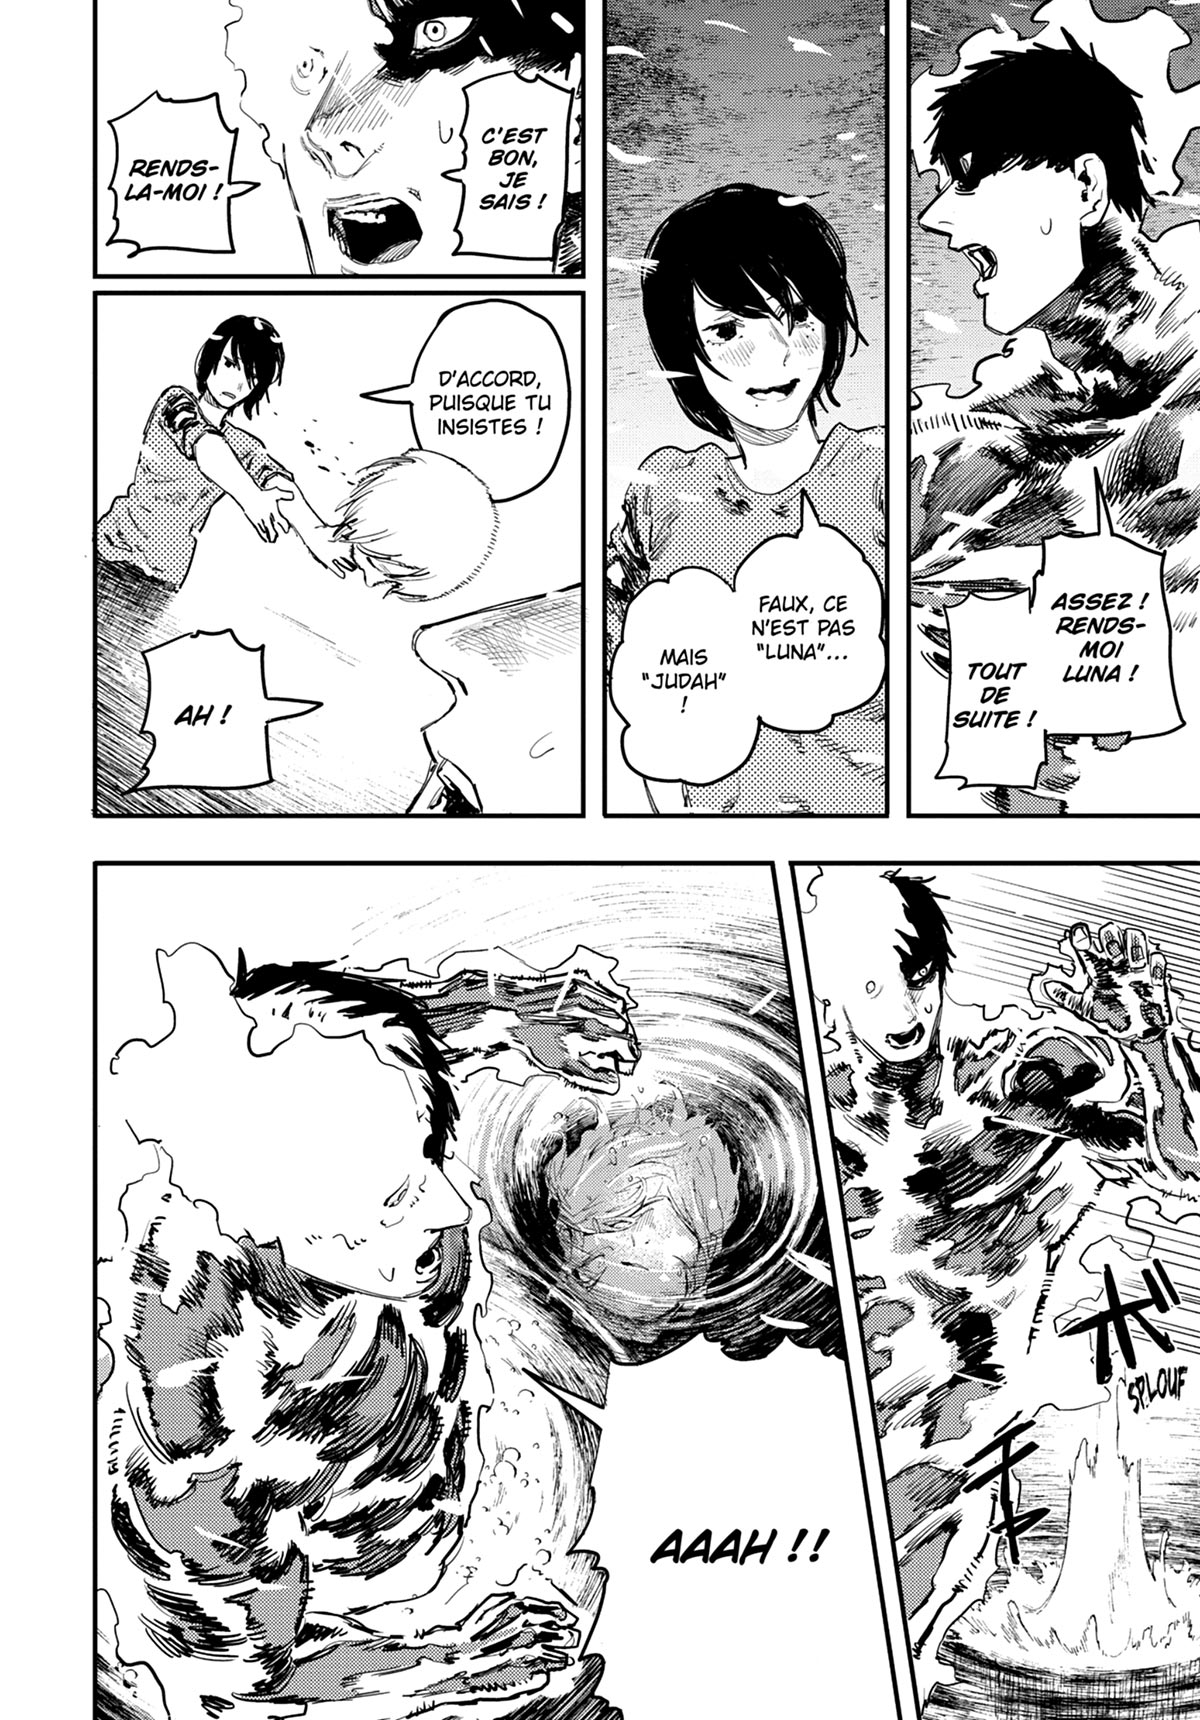 ASSEZ !
RENDS-
MOI
LUNA !
TOUT
DE
SUITE !
FAUX, CE
N'EST PAS
"LUNA"...
MAIS
"JUDAH"
!
C'EST
BON,
JE
SAIS !
RENDS-
LA-MOI !
D'ACCORD,
PUISQUE TU
INSISTES !
AH !
ボチャ
SPLOUF
AAAH !!